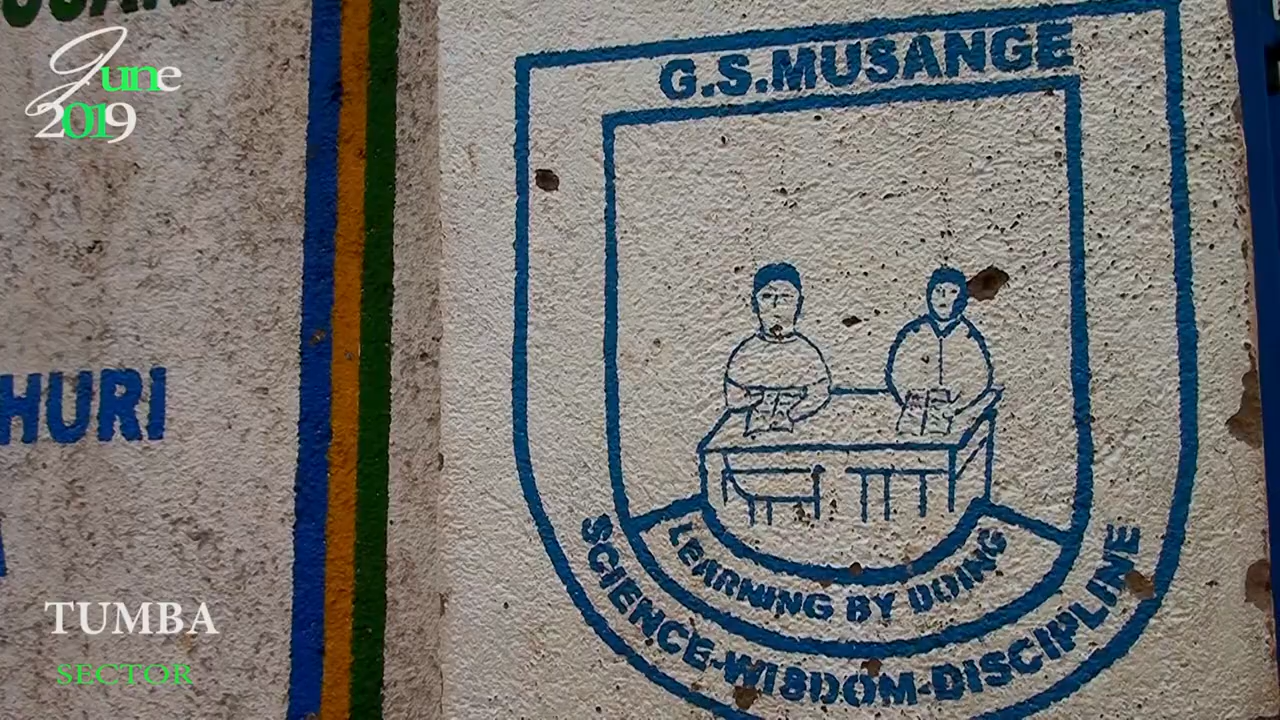 June
2019
G.S.MUSANGE
HURI
LEARNING BY DOING
SCIENCE-WISDOM-DISCIPLINE
TUMBA
SECTOR